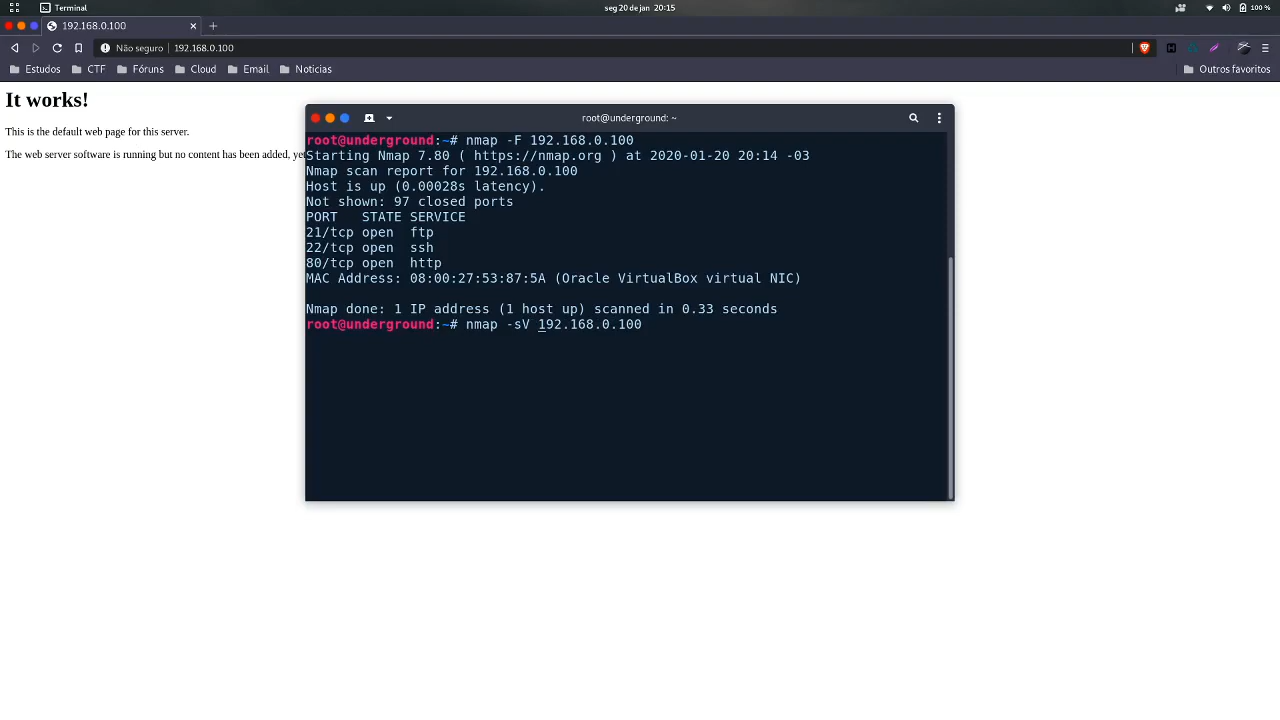 Terminal
seg 20 de jan 20:15
100 %
192.168.0.100
Não seguro 192.168.0.100
Estudos CTF Fóruns Cloud Email Noticias Outros favoritos
It works!
This is the default web page for this server.
The web server software is running but no content has been added, yet
root@underground: ~
root@underground:~# nmap -F 192.168.0.100
Starting Nmap 7.80 ( https://nmap.org ) at 2020-01-20 20:14 -03
Nmap scan report for 192.168.0.100
Host is up (0.00028s latency).
Not shown: 97 closed ports
PORT   STATE SERVICE
21/tcp open  ftp
22/tcp open  ssh
80/tcp open  http
MAC Address: 08:00:27:53:87:5A (Oracle VirtualBox virtual NIC)
Nmap done: 1 IP address (1 host up) scanned in 0.33 seconds
root@underground:~# nmap -sV 192.168.0.100